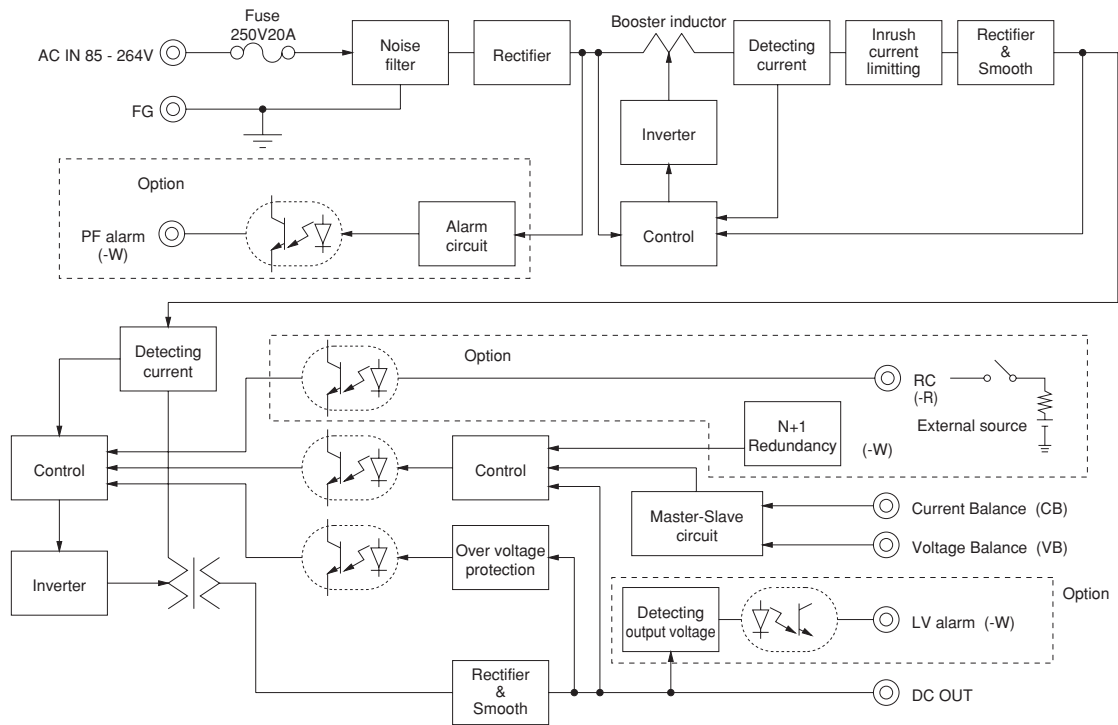 Fuse
250V20A
AC IN 85 - 264V
Noise
filter
Rectifier
Booster inductor
Detecting
current
Inrush
current
limitting
Rectifier
&
Smooth
FG
Inverter
Option
PF alarm
(-W)
Alarm
circuit
Control
Detecting
current
Option
RC
(-R)
External source
N+1
Redundancy
(-W)
Control
Control
Master-Slave
circuit
Current Balance (CB)
Voltage Balance (VB)
Inverter
Over voltage
protection
Option
Detecting
output voltage
LV alarm (-W)
Rectifier
&
Smooth
DC OUT